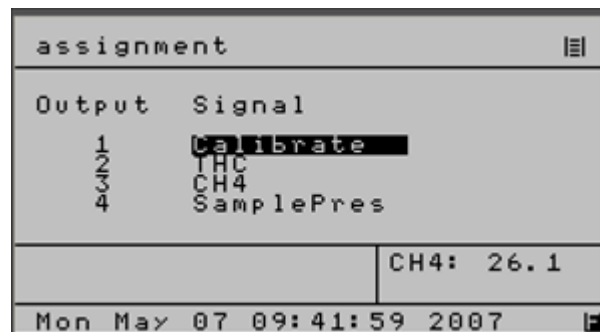 assignment
Output Signal
1 Calibrate
2 THC
3 CH4
4 SamplePres
CH4: 26.1
Mon May 07 09:41:59 2007